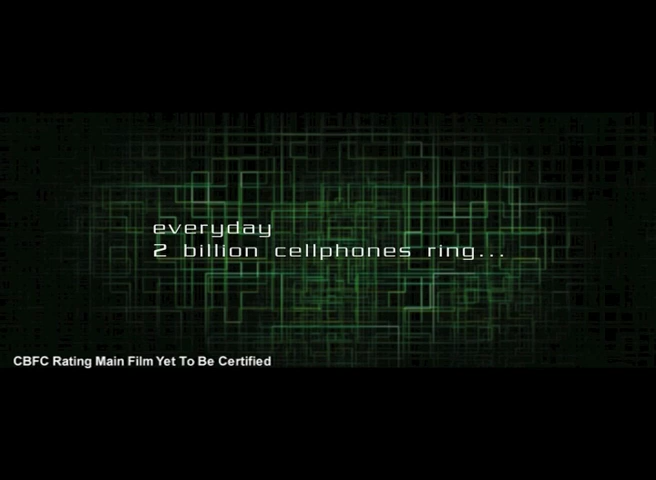 everyday
2 billion cellphones ring...
CBFC Rating Main Film Yet To Be Certified